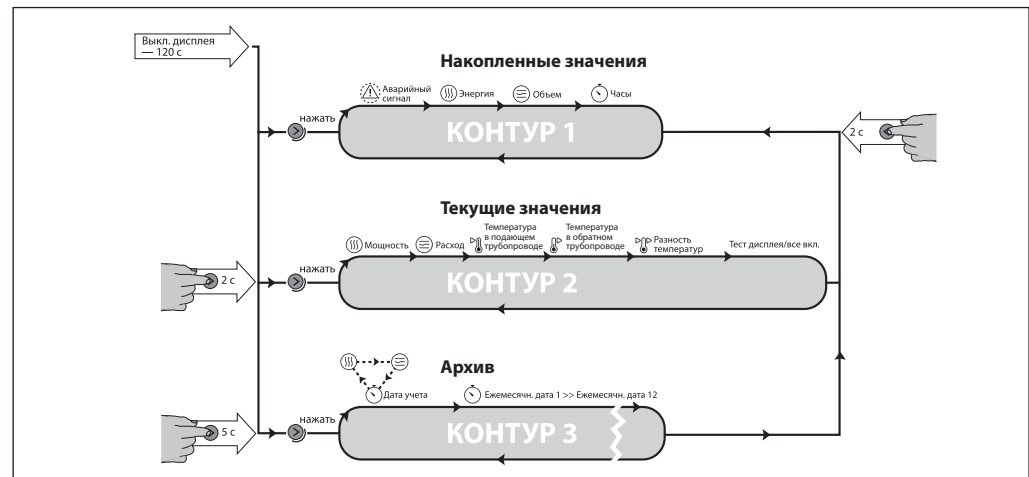 Выкл. дисплея
— 120 с
Накопленные значения
Аварийный
сигнал
Энергия
Объем
Часы
нажать
КОНТУР 1
2 с
Текущие значения
Мощность
Расход
Температура
в подающем
трубопроводе
Температура
в обратном
трубопроводе
Разность
температур
Тест дисплея/все вкл.
нажать
2 с
КОНТУР 2
Архив
Дата учета
Ежемесячн. дата 1 >> Ежемесячн. дата 12
нажать
5 с
КОНТУР 3